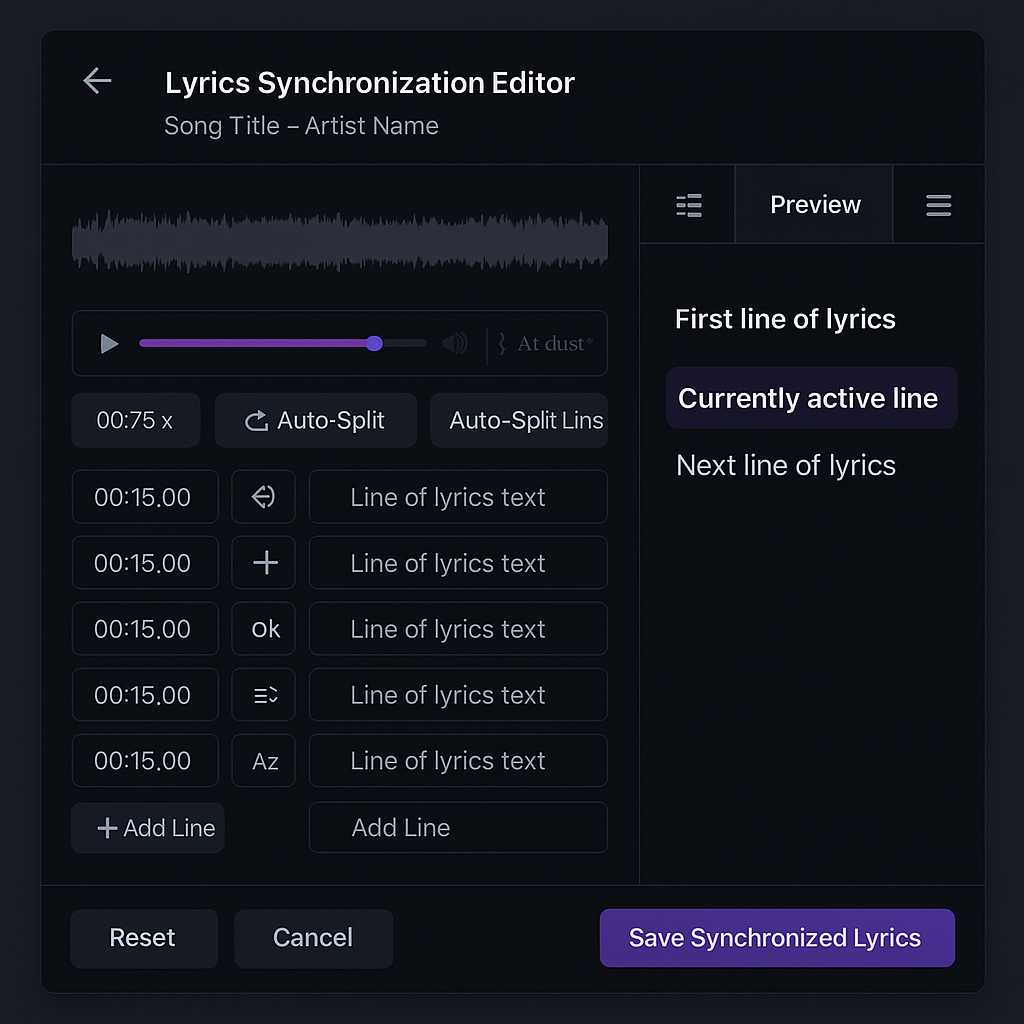 Lyrics Synchronization Editor
Song Title – Artist Name
Preview
At dust*
00:75 x
Auto-Split
Auto-Split Lins
00:15.00
Line of lyrics text
00:15.00
Line of lyrics text
00:15.00
Ok
Line of lyrics text
00:15.00
Line of lyrics text
00:15.00
Az
Line of lyrics text
+ Add Line
Add Line
First line of lyrics
Currently active line
Next line of lyrics
Reset
Cancel
Save Synchronized Lyrics